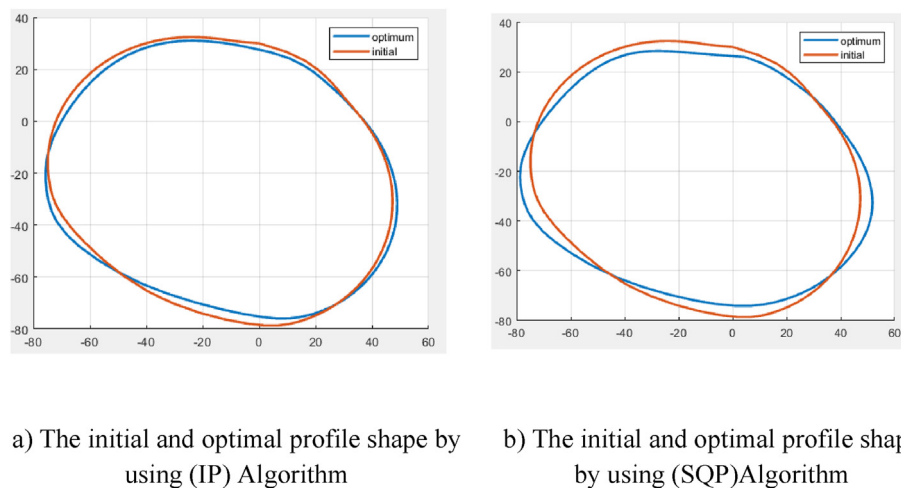 40
20
0
-20
-40
-60
-80
-80 -60 -40 -20 0 20 40 60
optimum
initial
40
20
0
-20
-40
-60
-80
-80 -60 -40 -20 0 20 40 60
optimum
initial
a) The initial and optimal profile shape by
using (IP) Algorithm
b) The initial and optimal profile shap
by using (SQP)Algorithm